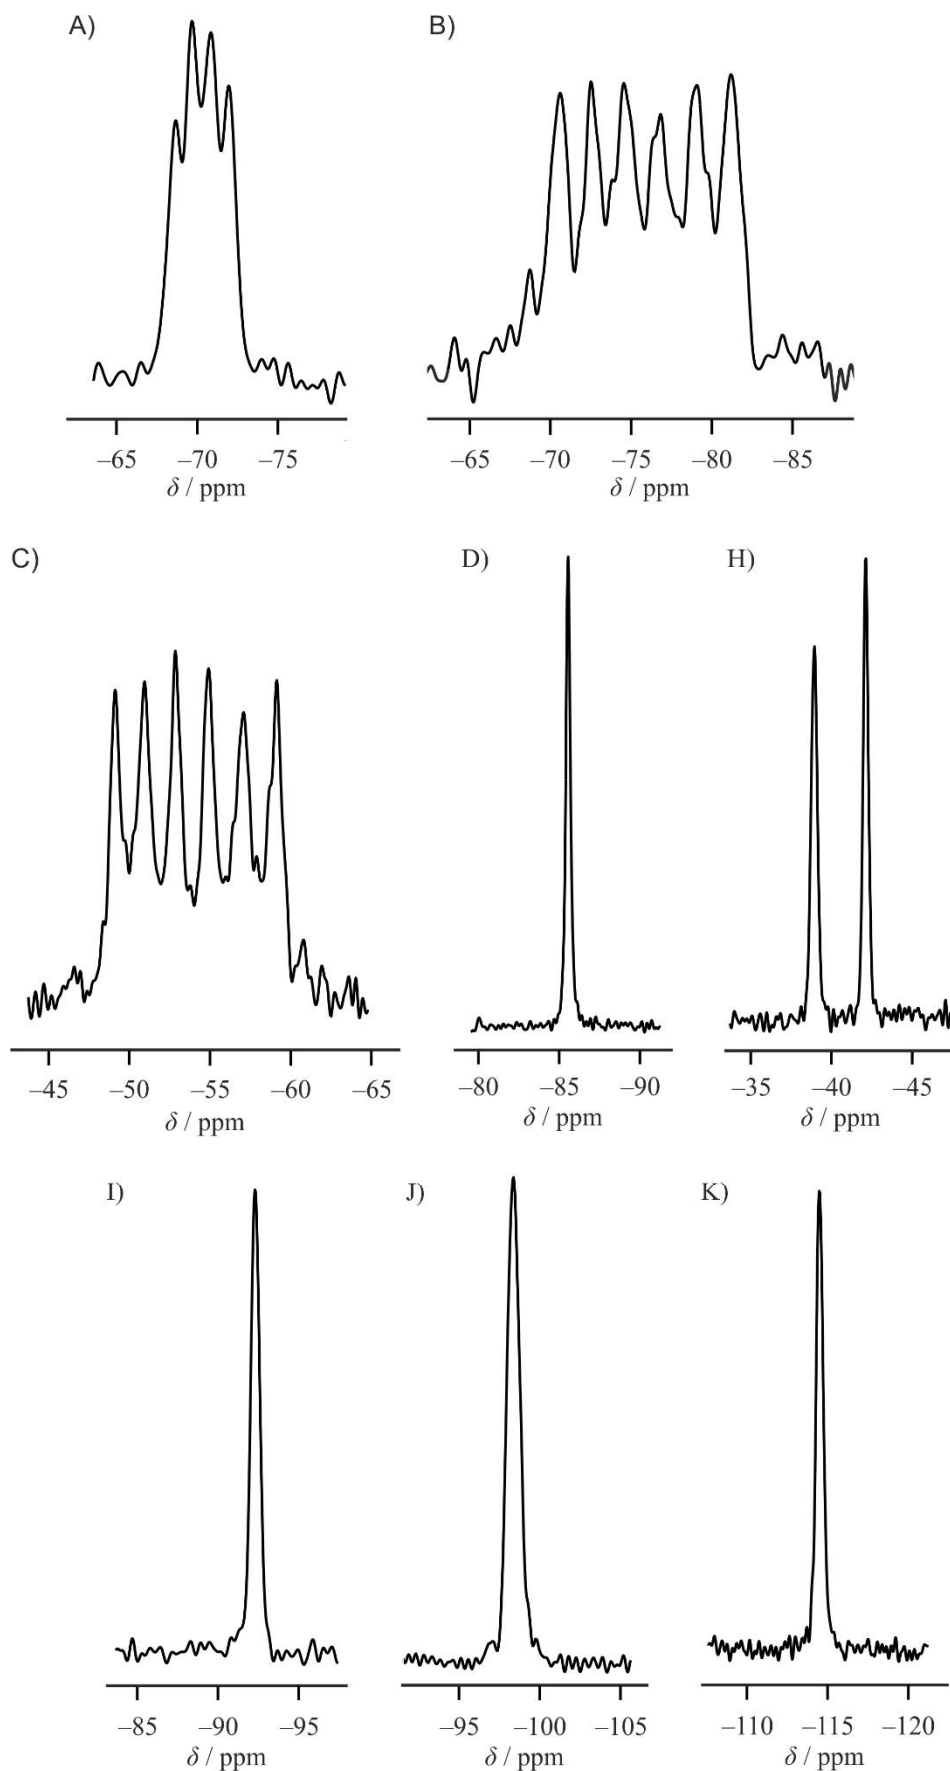 A)
B)
–65 –70 –75
δ / ppm
–65 –70 –75 –80 –85
δ / ppm
C)
D)
H)
–45 –50 –55 –60 –65
δ / ppm
–80 –85 –90
δ / ppm
–35 –40 –45
δ / ppm
I)
J)
K)
–85 –90 –95
δ / ppm
–95 –100 –105
δ / ppm
–110 –115 –120
δ / ppm